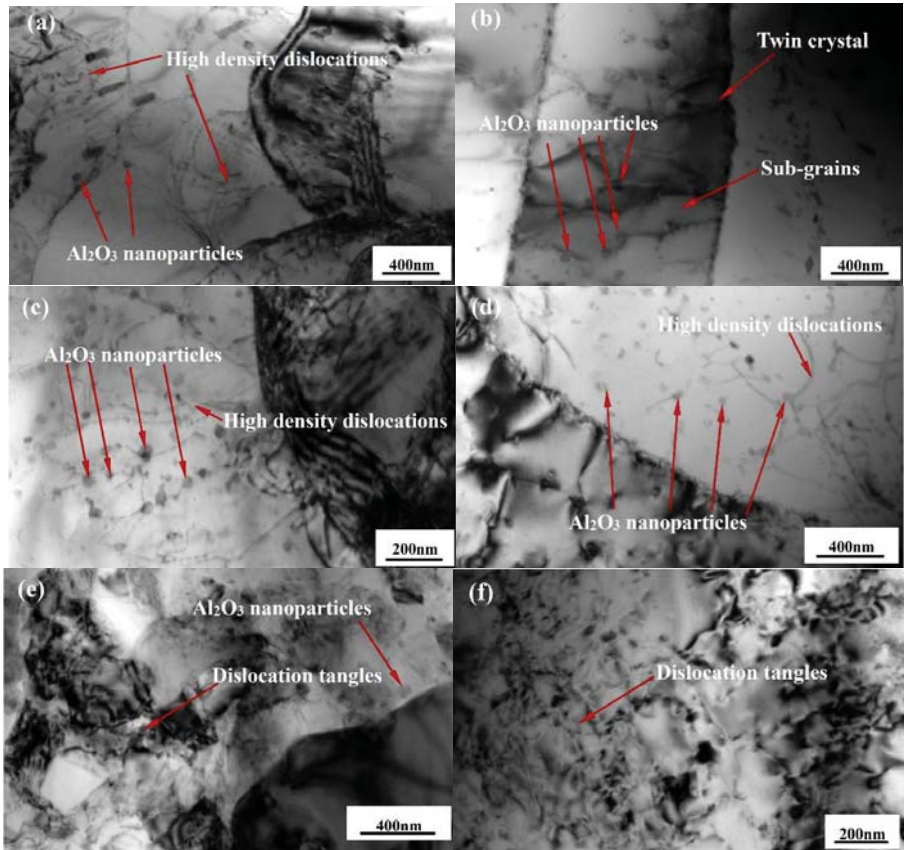 (a)
High density dislocations
Al₂O₃ nanoparticles
400nm
(b)
Twin crystal
Al₂O₃ nanoparticles
Sub-grains
400nm
(c)
Al₂O₃ nanoparticles
High density dislocations
200nm
(d)
High density dislocations
Al₂O₃ nanoparticles
400nm
(e)
Al₂O₃ nanoparticles
Dislocation tangles
400nm
(f)
Dislocation tangles
200nm